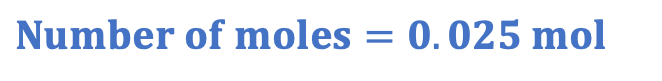 Number of moles = 0.025 mol